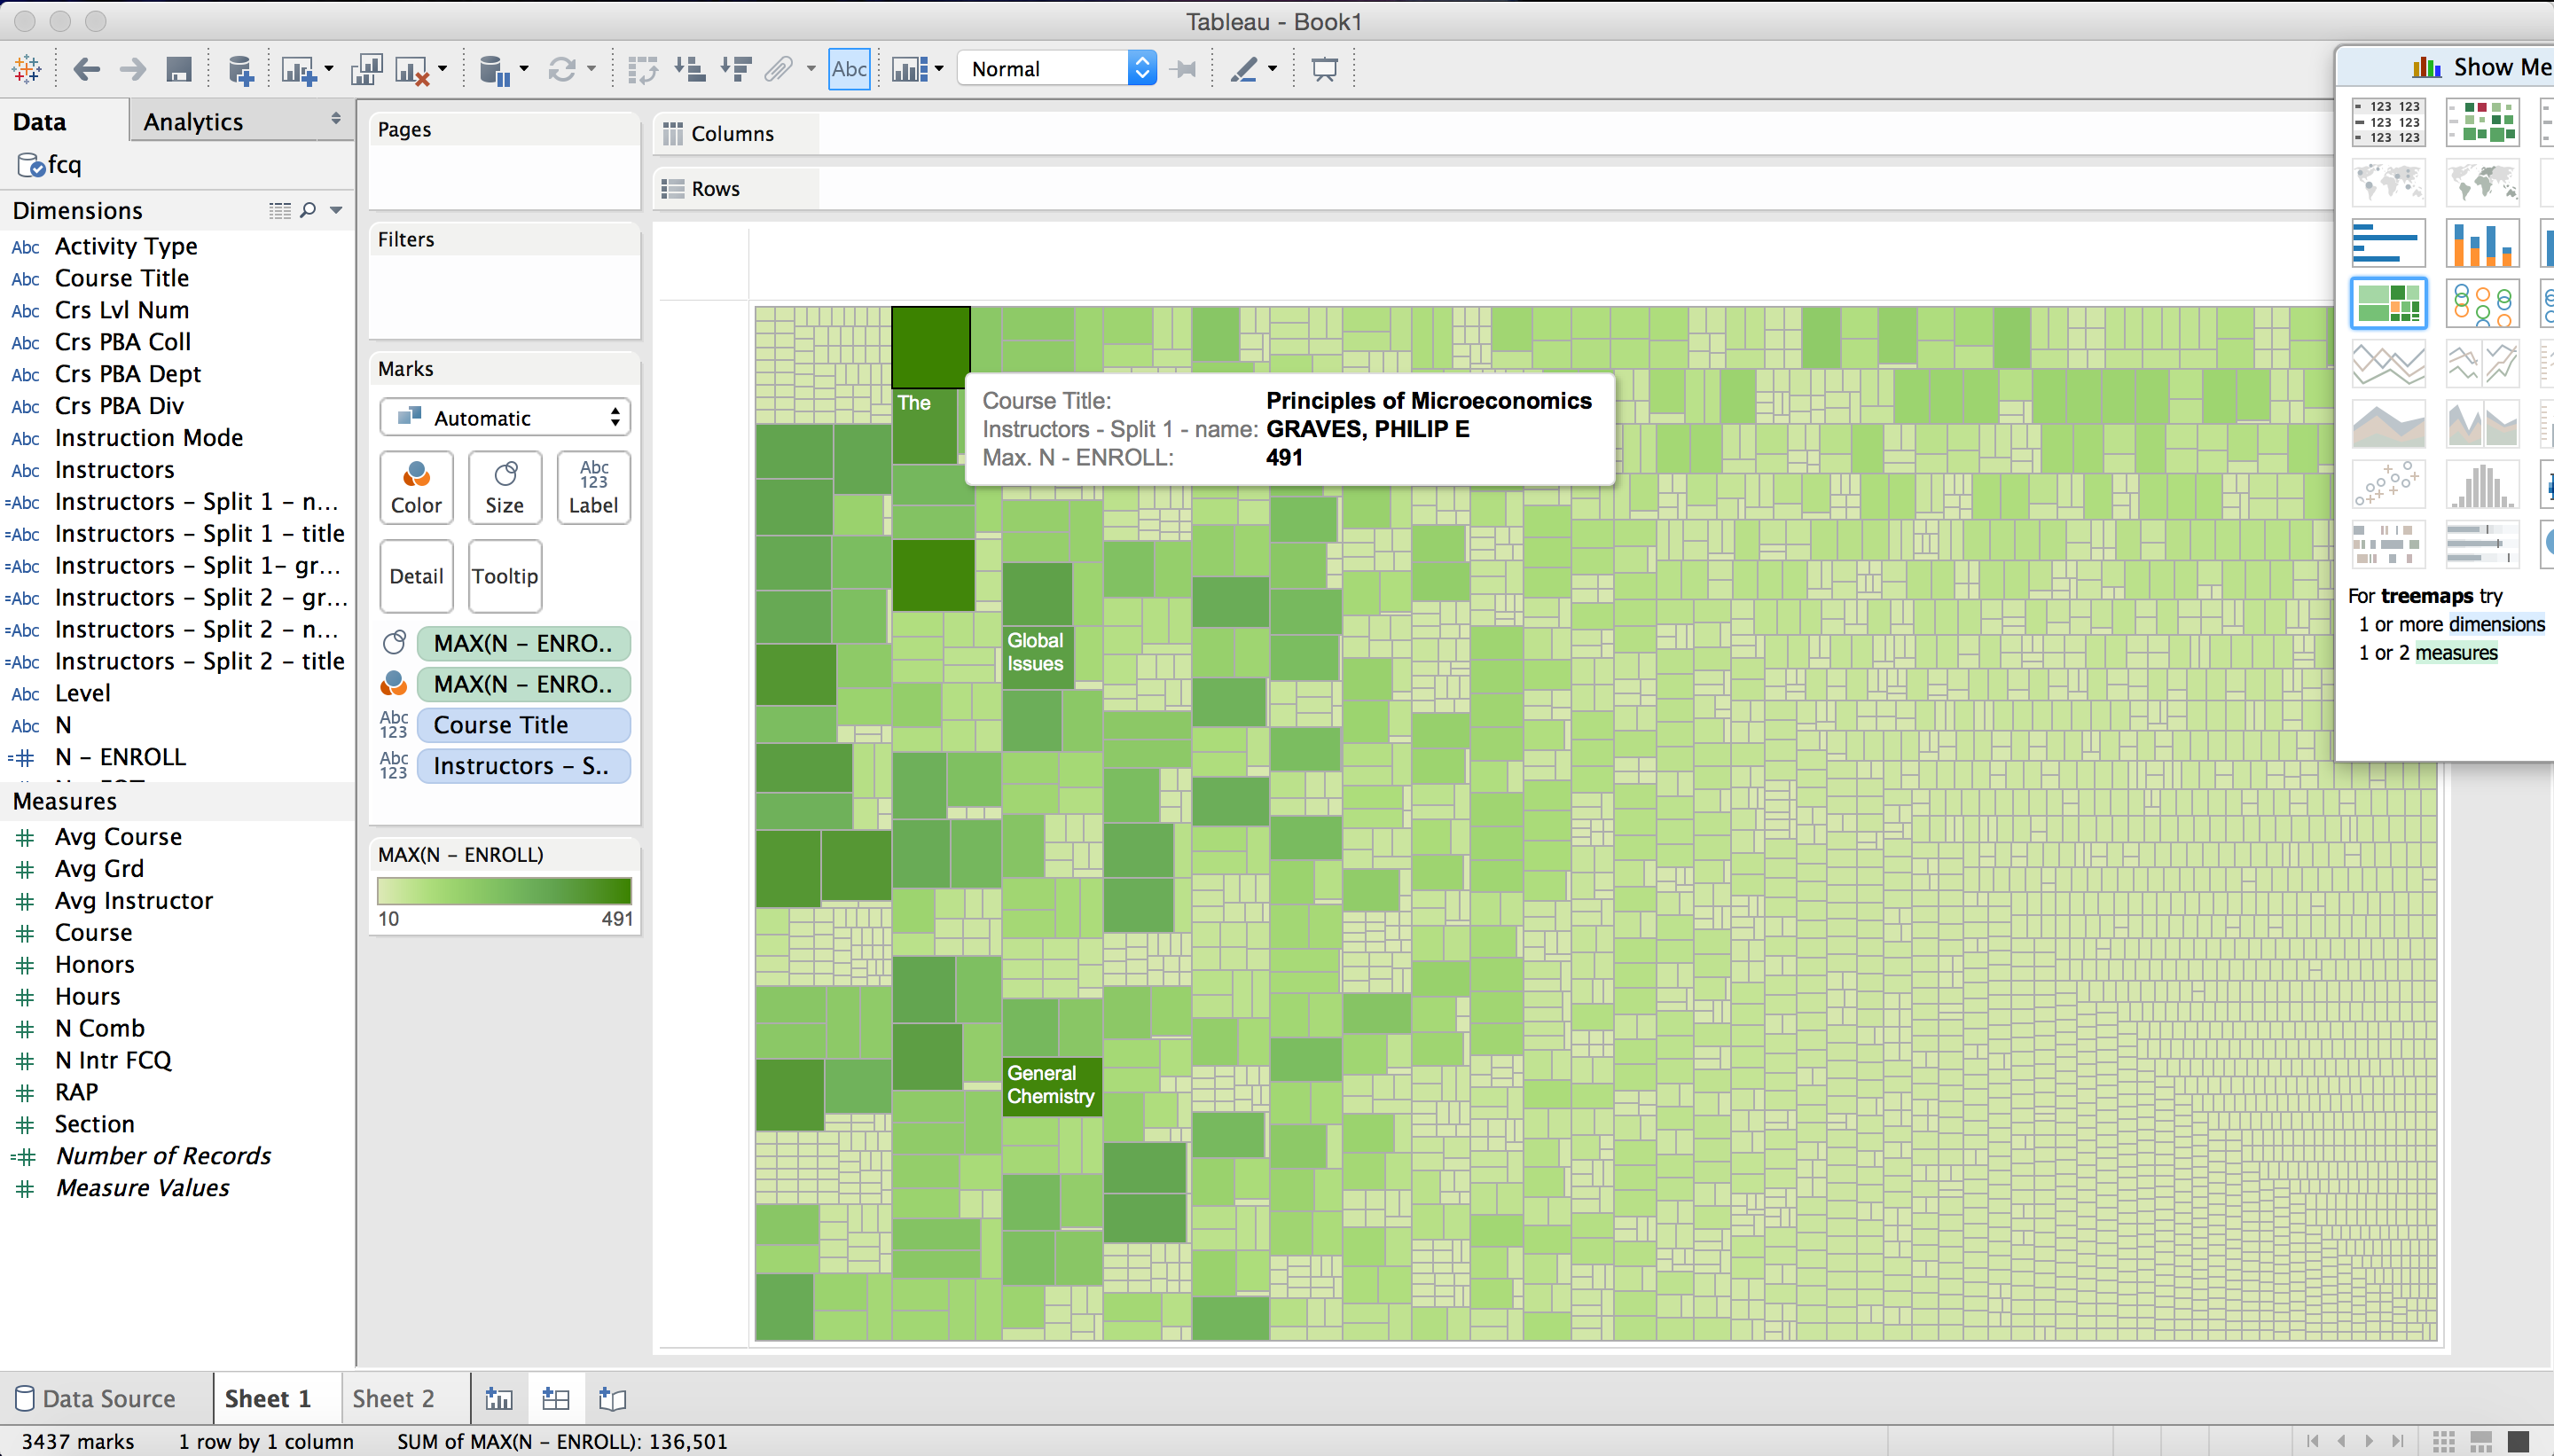 Tableau - Book1
Abc
Normal
Show Me
Data
Analytics
fcq
Dimensions
Abc Activity Type
Abc Course Title
Abc Crs Lvl Num
Abc Crs PBA Coll
Abc Crs PBA Dept
Abc Crs PBA Div
Abc Instruction Mode
Abc Instructors
=Abc Instructors - Split 1 - n...
=Abc Instructors - Split 1 - title
=Abc Instructors - Split 1- gr...
=Abc Instructors - Split 2 - gr...
=Abc Instructors - Split 2 - n...
=Abc Instructors - Split 2 - title
Abc Level
Abc N
=# N - ENROLL
Measures
# Avg Course
# Avg Grd
# Avg Instructor
# Course
# Honors
# Hours
# N Comb
# N Intr FCQ
# RAP
# Section
=# Number of Records
# Measure Values
Pages
Filters
Marks
Automatic
Color
Size
Abc
123
Label
Detail
Tooltip
MAX(N - ENRO..
MAX(N - ENRO..
Abc
123
Course Title
Abc
123
Instructors - S..
MAX(N - ENROLL)
10 491
Columns
Rows
The
Course Title: Principles of Microeconomics
Instructors - Split 1 - name: GRAVES, PHILIP E
Max. N - ENROLL: 491
Global
Issues
General
Chemistry
123 123
123 123
123 123
For treemaps try
1 or more dimensions
1 or 2 measures
Data Source
Sheet 1
Sheet 2
3437 marks 1 row by 1 column SUM of MAX(N - ENROLL): 136,501